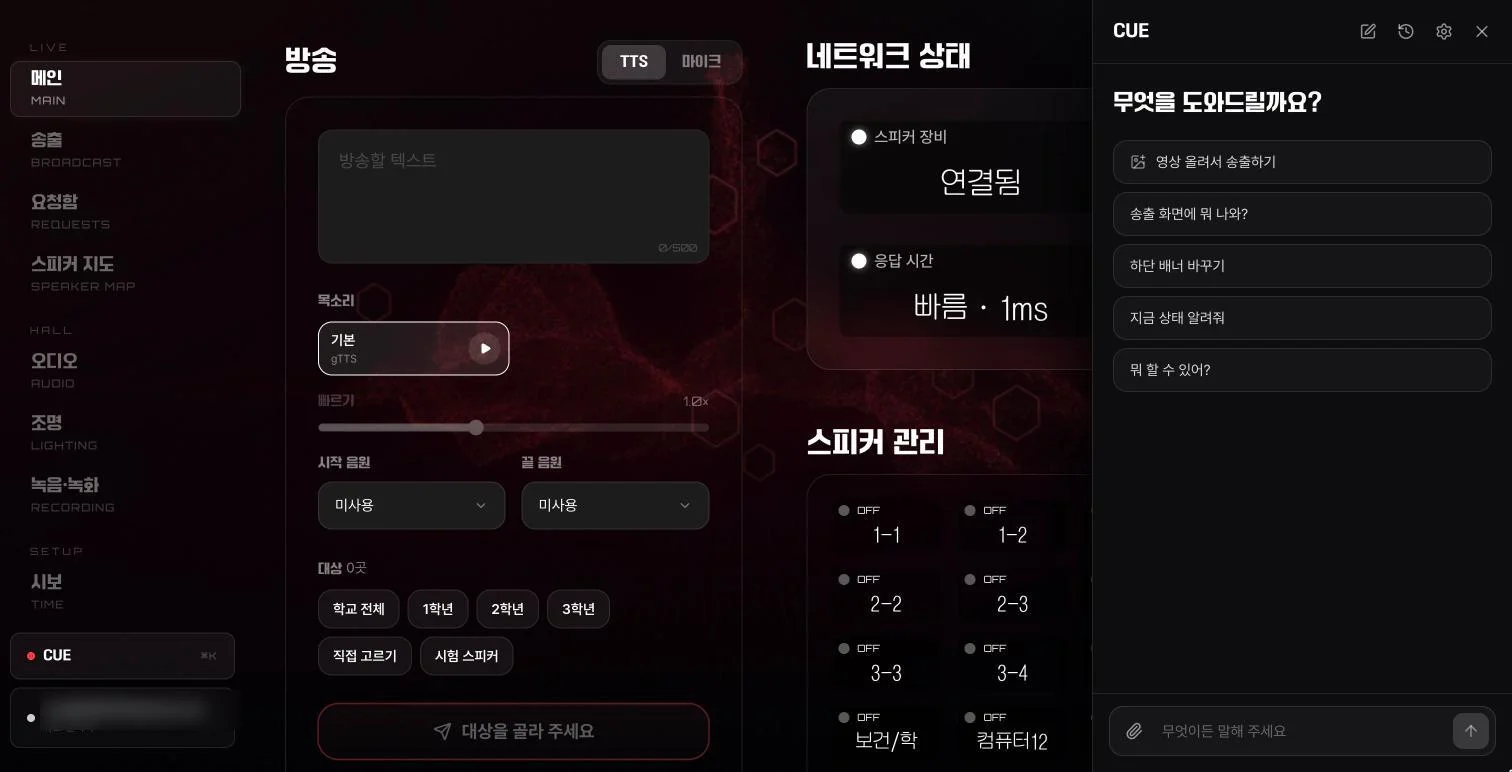 LIVE
메인
MAIN
송출
BROADCAST
요청함
REQUESTS
스피커 지도
SPEAKER MAP
HALL
오디오
AUDIO
조명
LIGHTING
녹음·녹화
RECORDING
SETUP
시보
TIME
CUE ⌘K
방송
TTS 마이크
방송할 텍스트
0/500
목소리
기본
gTTS
빠르기 1.0x
시작 음원 끝 음원
미사용 미사용
대상 0곳
학교 전체 1학년 2학년 3학년
직접 고르기 시험 스피커
대상을 골라 주세요
네트워크 상태
스피커 장비
연결됨
응답 시간
빠름 · 1ms
스피커 관리
OFF OFF
1-1 1-2
OFF OFF
2-2 2-3
OFF OFF
3-3 3-4
OFF OFF
보건/학 컴퓨터12
CUE
무엇을 도와드릴까요?
영상 올려서 송출하기
송출 화면에 뭐 나와?
하단 배너 바꾸기
지금 상태 알려줘
뭐 할 수 있어?
무엇이든 말해 주세요